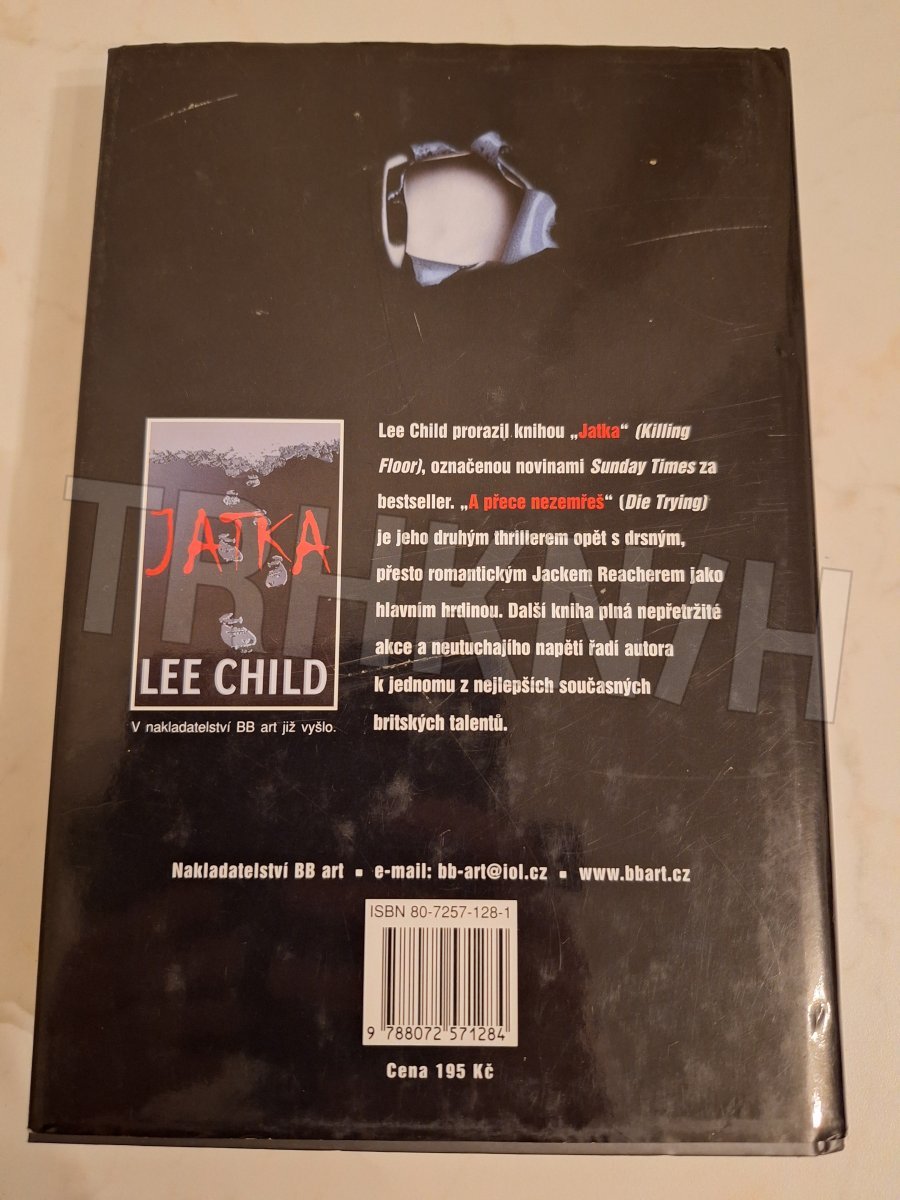 Lee Child prorazil knihou „Jatka“ (Killing
Floor), označenou novinami Sunday Times za
bestseller. „A přece nezemřeš“ (Die Trying)
je jeho druhým thrillerem opět s drsným,
přesto romantickým Jackem Reacherem jako
hlavním hrdinou. Další kniha plná nepřetržité
akce a neutuchajícího napětí řadí autora
k jednomu z nejlepších současných
britských talentů.
JATKA
LEE CHILD
V nakladatelství BB art již vyšlo.
TRHKNIH
Nakladatelství BB art ▪ e-mail: bb-art@iol.cz ▪ www.bbart.cz
ISBN 80-7257-128-1
9 788072 571284
Cena 195 Kč